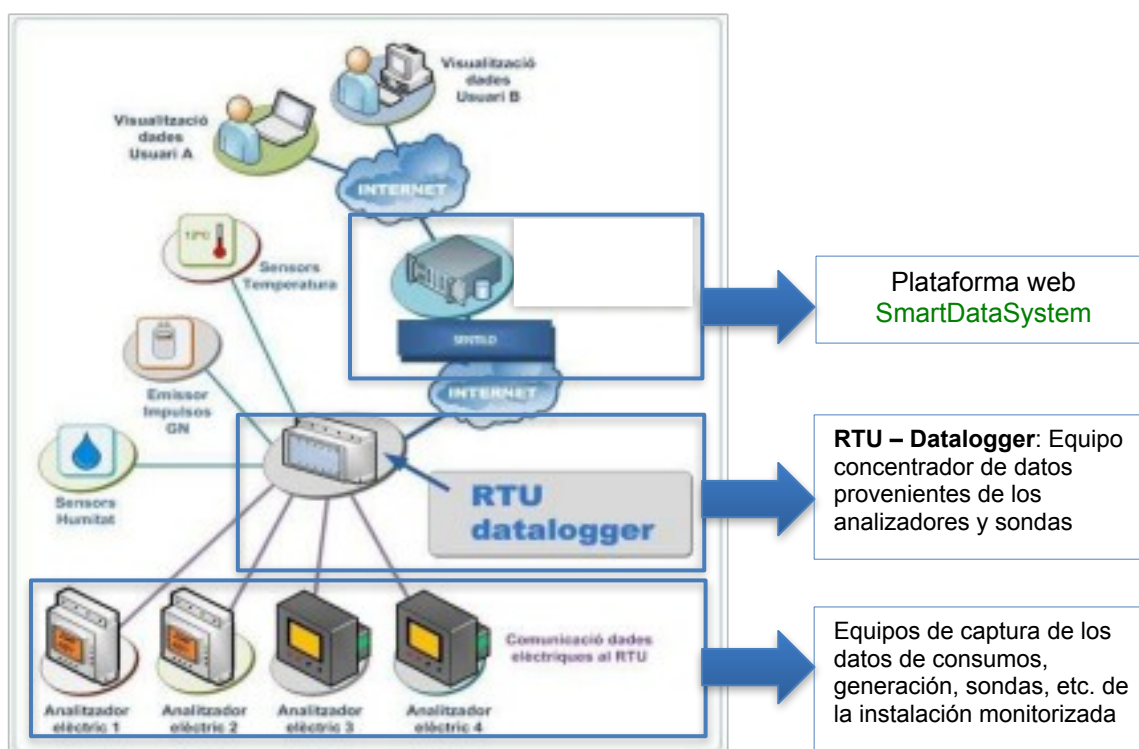 Visualització
dades
Usuari B
Visualització
dades
Usuari A
INTERNET
12ºC
Sensors
Temperatura
SENTILO
Plataforma web
SmartDataSystem
INTERNET
Emissor
Impulsos
GN
RTU
datalogger
RTU – Datalogger: Equipo
concentrador de datos
provenientes de los
analizadores y sondas
Sensors
Humitat
Comunicació dades
elèctriques al RTU
Analitzador
elèctric 1
Analitzador
elèctric 2
Analitzador
elèctric 3
Analitzador
elèctric 4
Equipos de captura de los
datos de consumos,
generación, sondas, etc. de
la instalación monitorizada